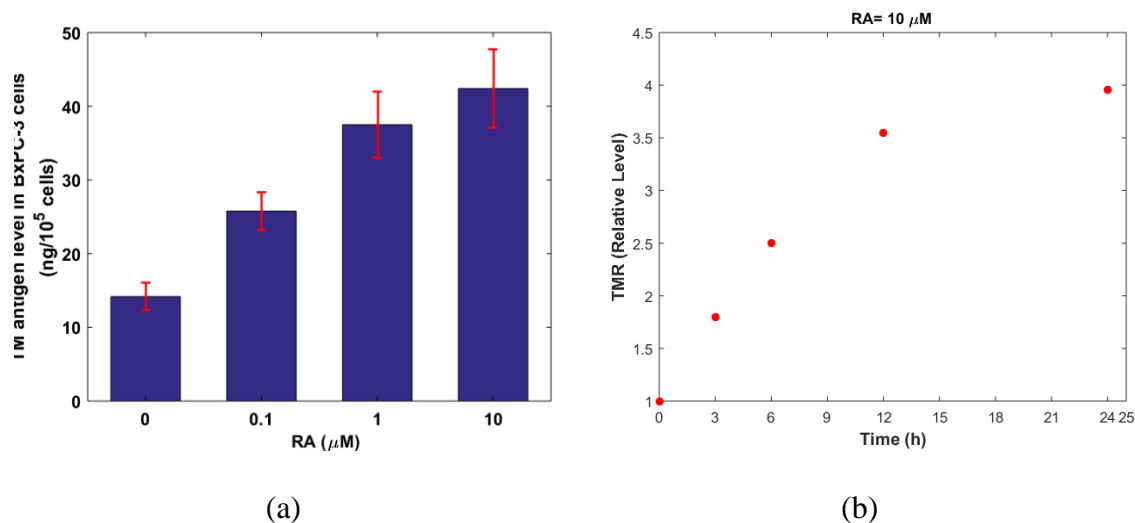 50
40
30
20
10
0
TM antigen level in BxPC-3 cells
(ng/10⁵ cells)
0 0.1 1 10
RA (μM)
(a)
RA= 10 μM
4.5
4
3.5
3
2.5
2
1.5
1
TMR (Relative Level)
0 3 6 9 12 15 18 21 24 25
Time (h)
(b)